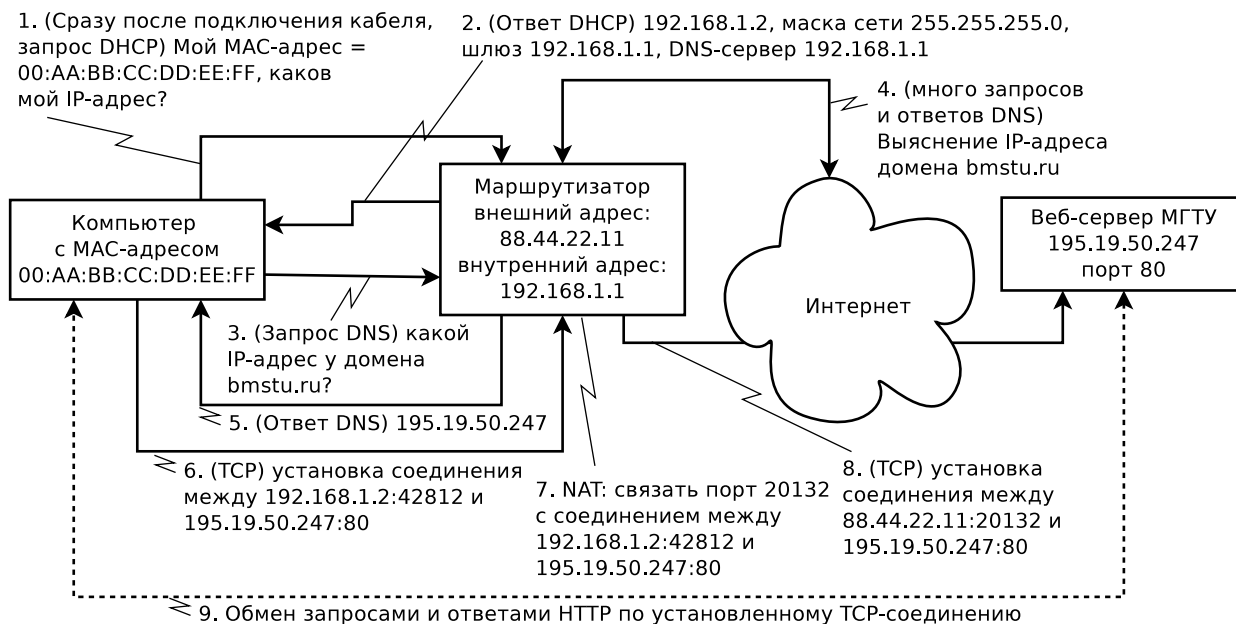 1. (Сразу после подключения кабеля,
запрос DHCP) Мой MAC-адрес =
00:AA:BB:CC:DD:EE:FF, каков
мой IP-адрес?
2. (Ответ DHCP) 192.168.1.2, маска сети 255.255.255.0,
шлюз 192.168.1.1, DNS-сервер 192.168.1.1
4. (много запросов
и ответов DNS)
Выяснение IP-адреса
домена bmstu.ru
Компьютер
с MAC-адресом
00:AA:BB:CC:DD:EE:FF
Маршрутизатор
внешний адрес:
88.44.22.11
внутренний адрес:
192.168.1.1
Интернет
Веб-сервер МГТУ
195.19.50.247
порт 80
3. (Запрос DNS) какой
IP-адрес у домена
bmstu.ru?
5. (Ответ DNS) 195.19.50.247
6. (TCP) установка соединения
между 192.168.1.2:42812 и
195.19.50.247:80
7. NAT: связать порт 20132
с соединением между
192.168.1.2:42812 и
195.19.50.247:80
8. (TCP) установка
соединения между
88.44.22.11:20132 и
195.19.50.247:80
9. Обмен запросами и ответами HTTP по установленному TCP-соединению